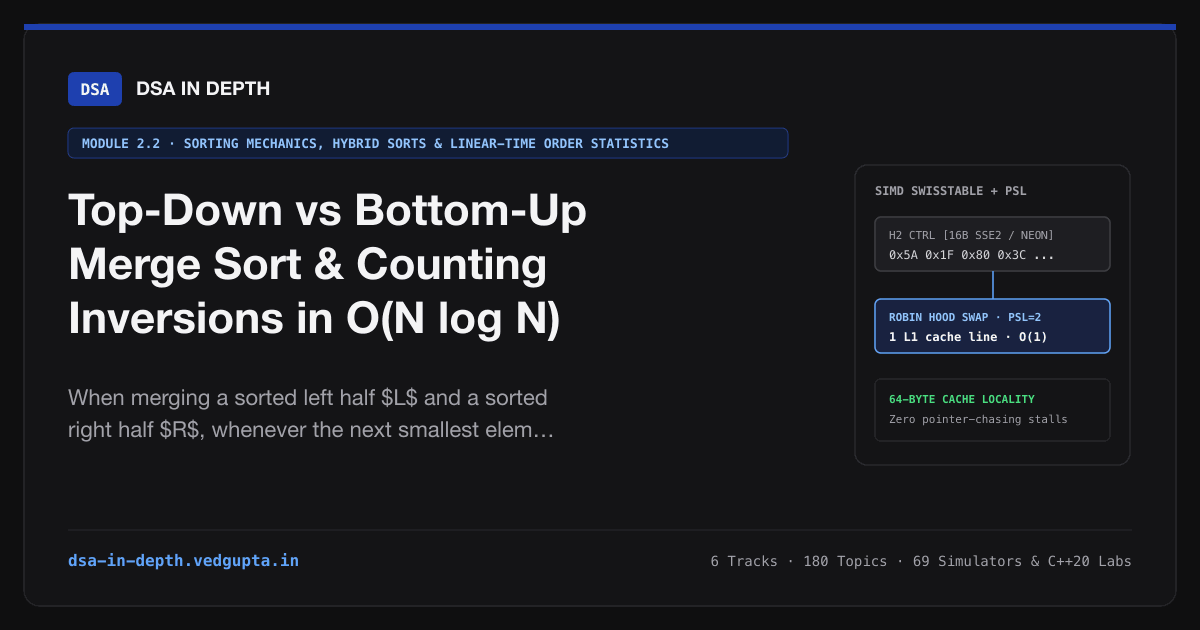 DSA
DSA IN DEPTH
MODULE 2.2 · SORTING MECHANICS, HYBRID SORTS & LINEAR-TIME ORDER STATISTICS
Top-Down vs Bottom-Up
Merge Sort & Counting
Inversions in O(N log N)
When merging a sorted left half $L$ and a sorted
right half $R$, whenever the next smallest elem…
SIMD SWISSTABLE + PSL
H2 CTRL [16B SSE2 / NEON]
0x5A 0x1F 0x80 0x3C ...
ROBIN HOOD SWAP · PSL=2
1 L1 cache line · O(1)
64-BYTE CACHE LOCALITY
Zero pointer-chasing stalls
dsa-in-depth.vedgupta.in
6 Tracks · 180 Topics · 69 Simulators & C++20 Labs